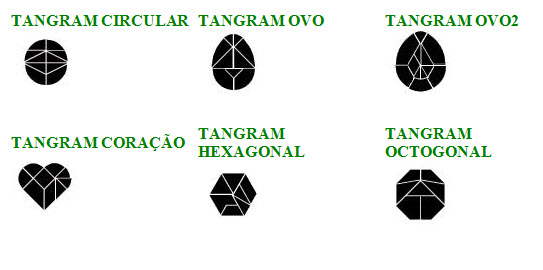 TANGRAM CIRCULAR
TANGRAM OVO
TANGRAM OVO2
TANGRAM CORAÇÃO
TANGRAM
HEXAGONAL
TANGRAM
OCTOGONAL